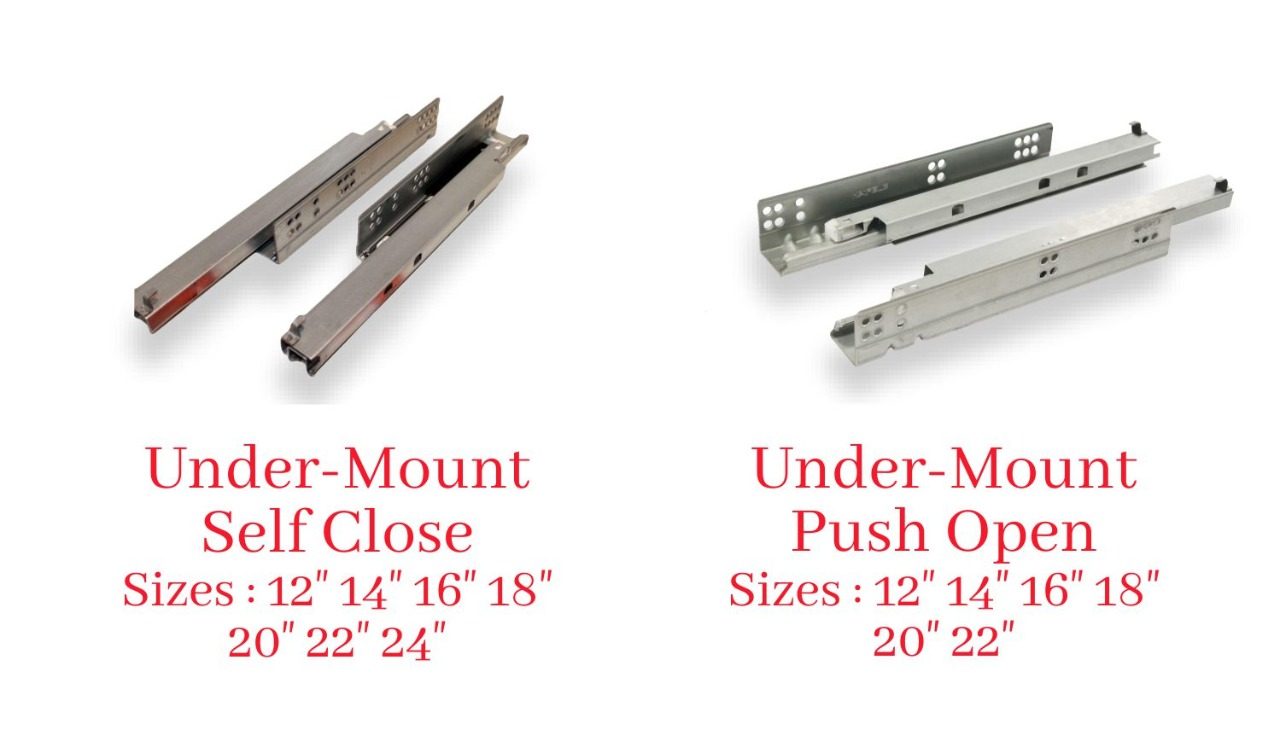 Under-Mount
Self Close
Sizes : 12" 14" 16" 18"
20" 22" 24"
Under-Mount
Push Open
Sizes : 12" 14" 16" 18"
20" 22"